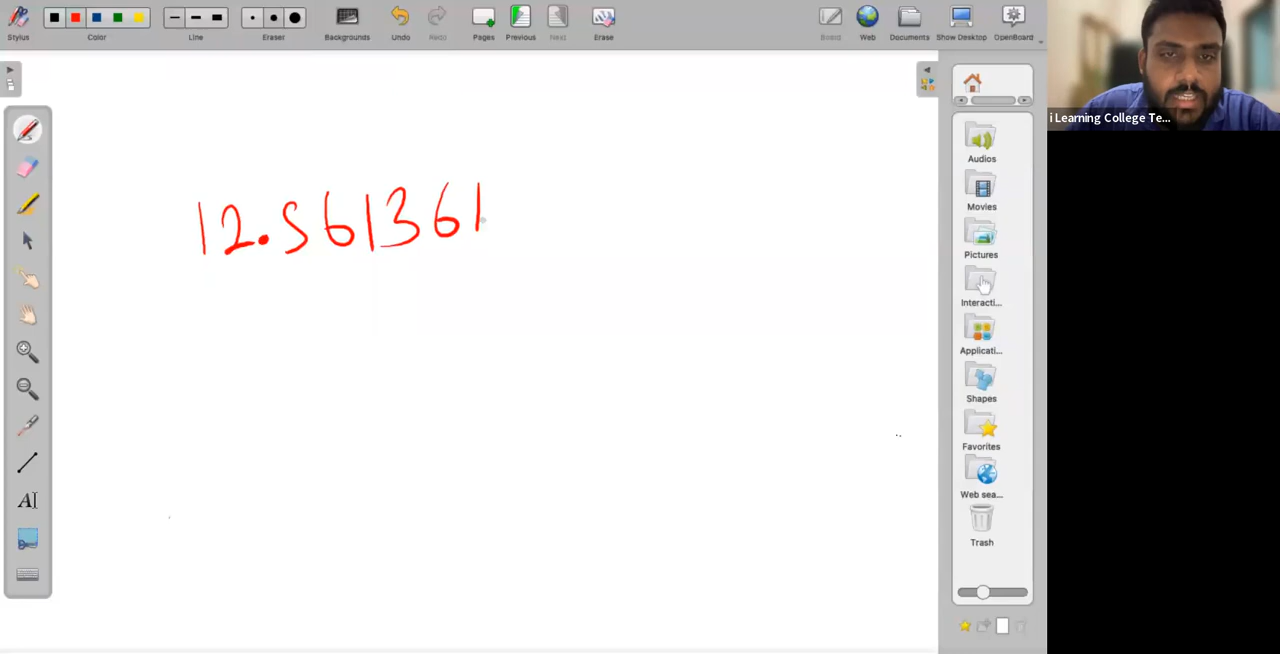 Stylus Color Line Eraser Backgrounds Undo Redo Pages Previous Next Erase Board Web Documents Show Desktop OpenBoard
i Learning College Te...
12.561361
Audios
Movies
Pictures
Interacti...
Applicati...
Shapes
Favorites
Web sea...
Trash
AI